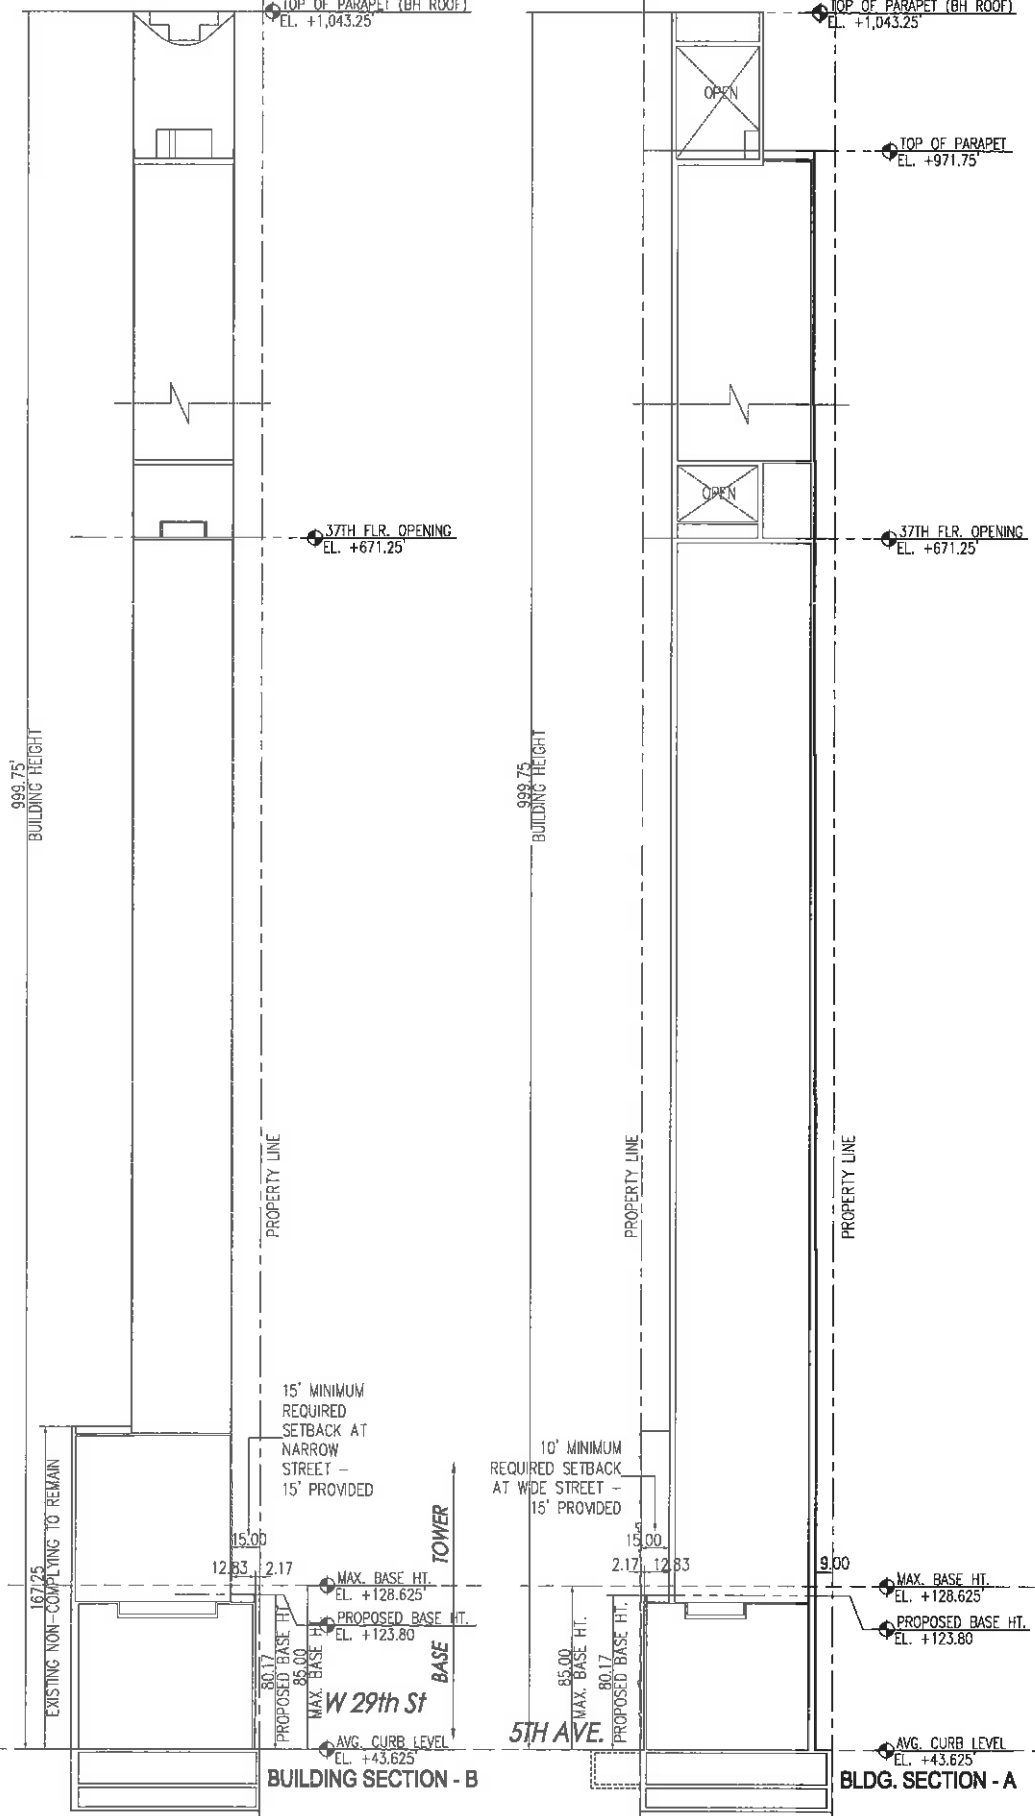 TOP OF PARAPET (BH ROOF)
EL. +1,043.25'
999.75'
BUILDING HEIGHT
37TH FLR. OPENING
EL. +671.25'
PROPERTY LINE
15' MINIMUM
REQUIRED
SETBACK AT
NARROW
STREET –
15' PROVIDED
167.25
EXISTING NON-COMPLYING TO REMAIN
15.00
12.83
2.17
TOWER
BASE
MAX. BASE HT.
EL. +128.625'
PROPOSED BASE HT.
EL. +123.80
80.17
PROPOSED BASE HT.
85.00
MAX. BASE HT.
W 29th St
AVG. CURB LEVEL
EL. +43.625'
BUILDING SECTION - B
TOP OF PARAPET (BH ROOF)
EL. +1,043.25'
OPEN
TOP OF PARAPET
EL. +971.75'
OPEN
37TH FLR. OPENING
EL. +671.25'
999.75
BUILDING HEIGHT
PROPERTY LINE
PROPERTY LINE
10' MINIMUM
REQUIRED SETBACK
AT WIDE STREET –
15' PROVIDED
15.00
2.17
12.83
9.00
MAX. BASE HT.
EL. +128.625'
PROPOSED BASE HT.
EL. +123.80
85.00
MAX. BASE HT.
80.17
PROPOSED BASE HT.
5TH AVE.
AVG. CURB LEVEL
EL. +43.625'
BLDG. SECTION - A